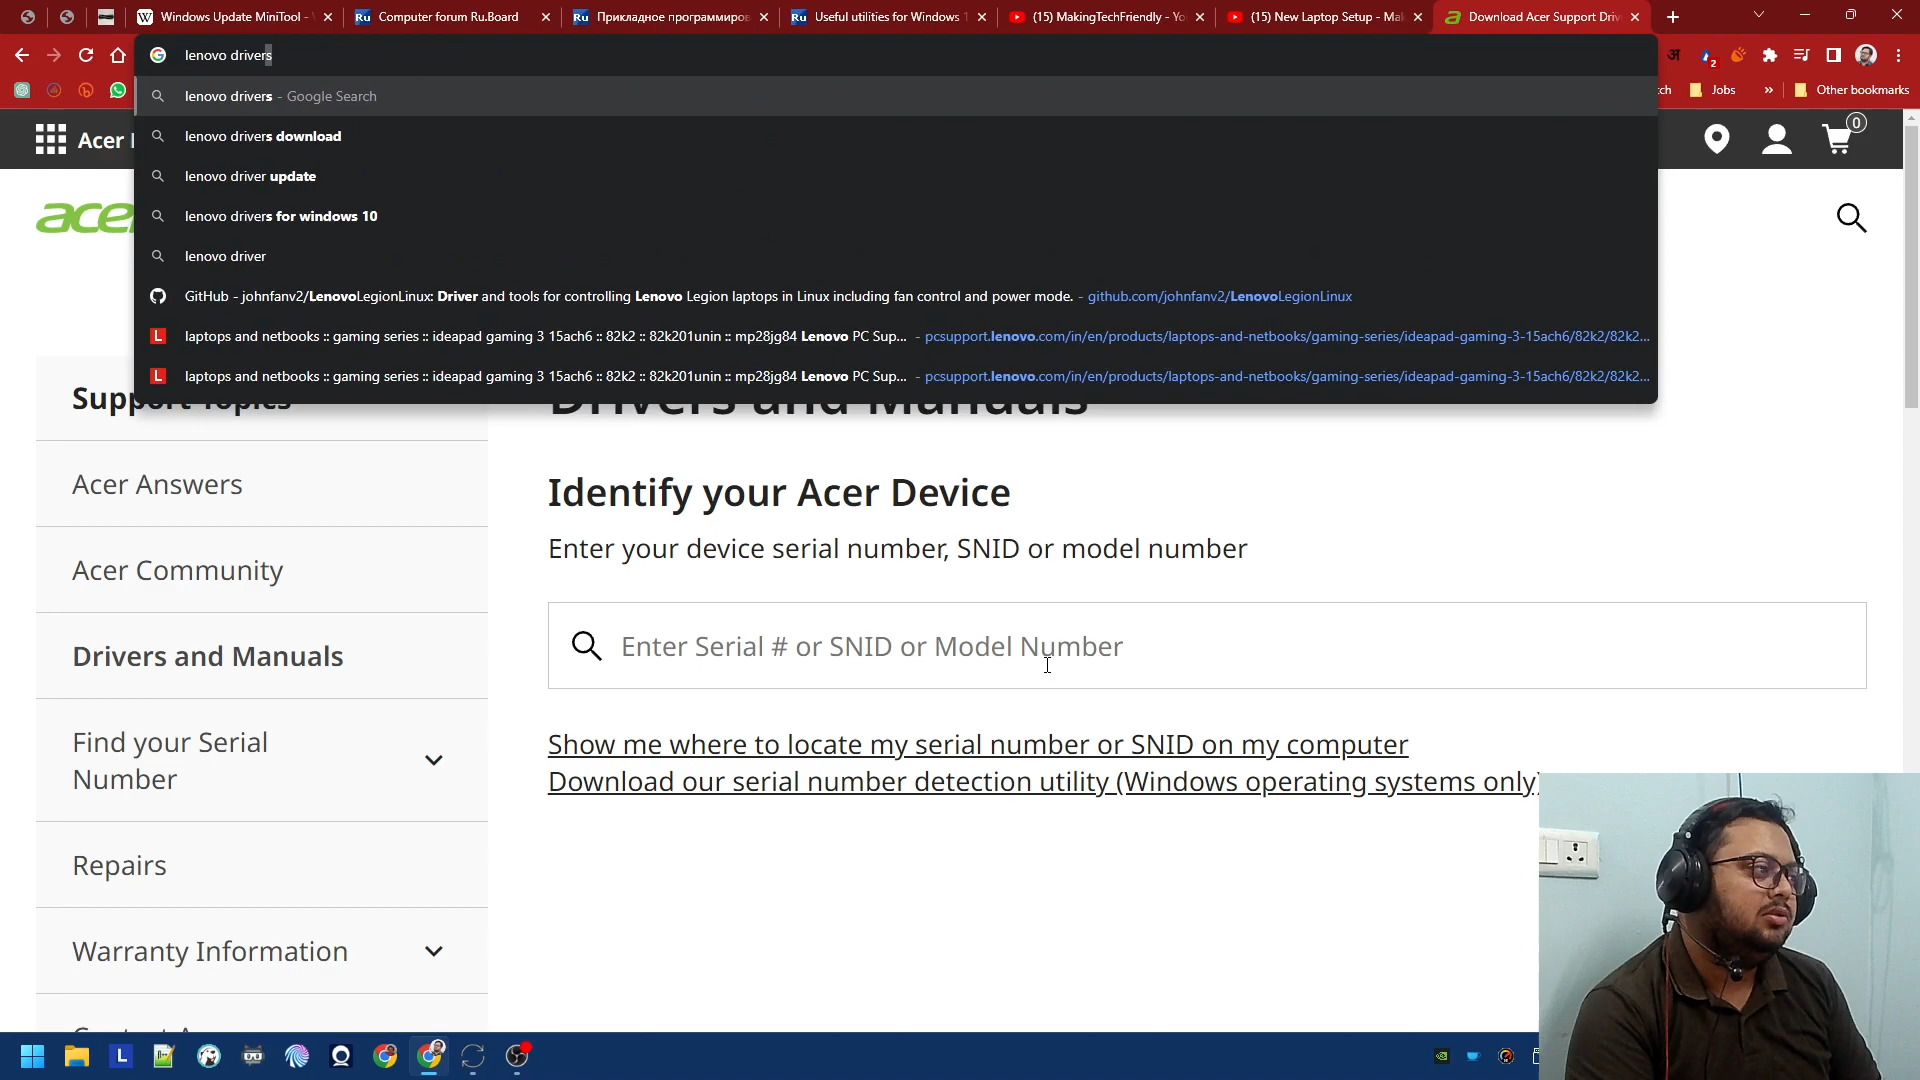 Windows Update MiniTool -
Computer forum Ru.Board
Прикладное программиров
Useful utilities for Windows 1
(15) MakingTechFriendly - Yo
(15) New Laptop Setup - Mak
Download Acer Support Driv
lenovo drivers
2
Jobs
»
Other bookmarks
lenovo drivers - Google Search
lenovo drivers download
lenovo driver update
lenovo drivers for windows 10
lenovo driver
GitHub - johnfanv2/LenovoLegionLinux: Driver and tools for controlling Lenovo Legion laptops in Linux including fan control and power mode. - github.com/johnfanv2/LenovoLegionLinux
laptops and netbooks :: gaming series :: ideapad gaming 3 15ach6 :: 82k2 :: 82k201unin :: mp28jg84 Lenovo PC Sup... - pcsupport.lenovo.com/in/en/products/laptops-and-netbooks/gaming-series/ideapad-gaming-3-15ach6/82k2/82k2...
laptops and netbooks :: gaming series :: ideapad gaming 3 15ach6 :: 82k2 :: 82k201unin :: mp28jg84 Lenovo PC Sup... - pcsupport.lenovo.com/in/en/products/laptops-and-netbooks/gaming-series/ideapad-gaming-3-15ach6/82k2/82k2...
Acer
0
acer
Support Topics
Acer Answers
Acer Community
Drivers and Manuals
Find your Serial
Number
Repairs
Warranty Information
Drivers and Manuals
Identify your Acer Device
Enter your device serial number, SNID or model number
Enter Serial # or SNID or Model Number
Show me where to locate my serial number or SNID on my computer
Download our serial number detection utility (Windows operating systems only)